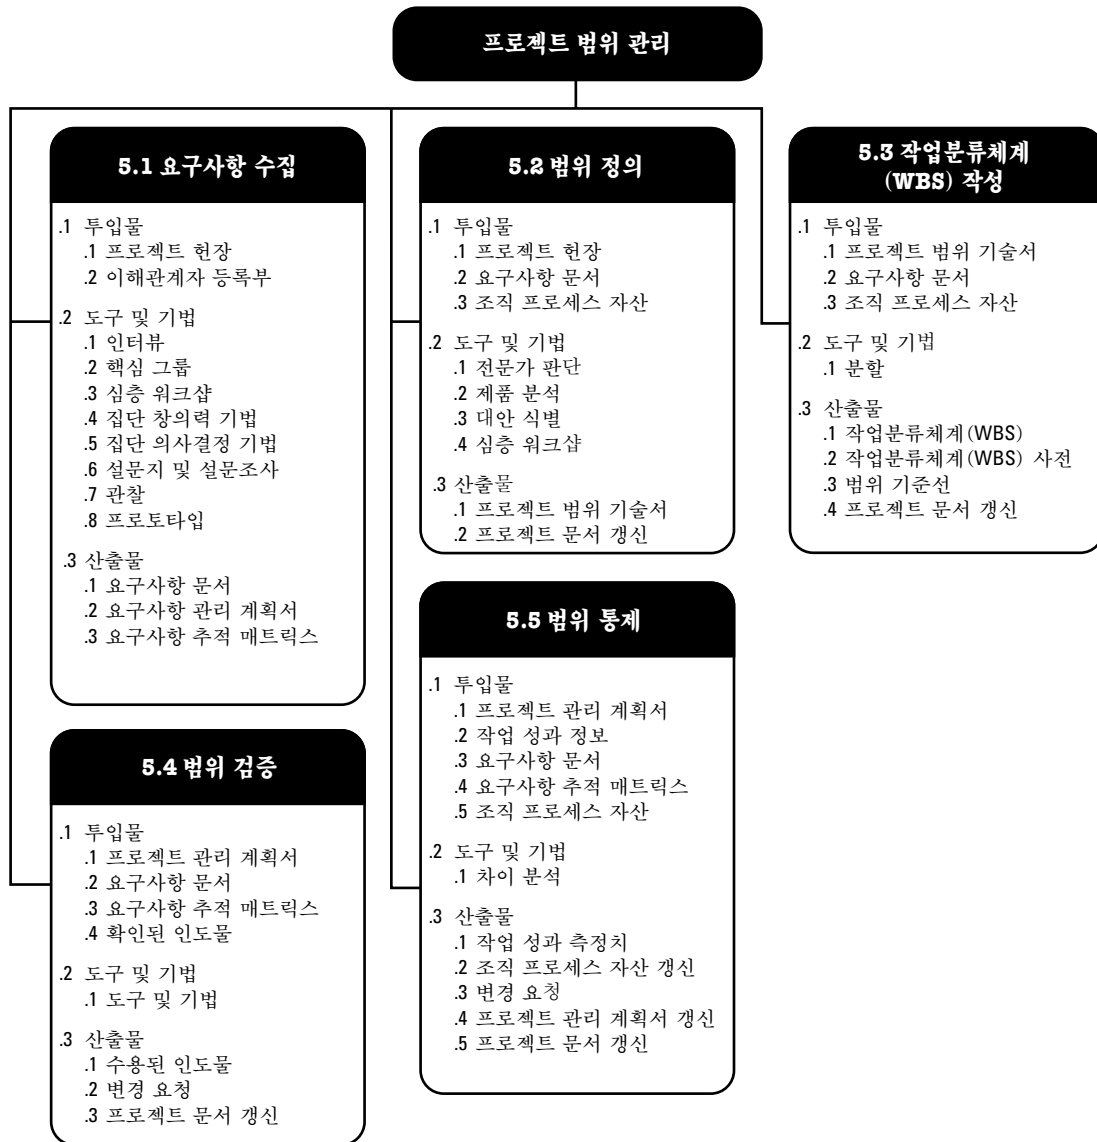 프로젝트 범위 관리
5.1 요구사항 수집
.1 투입물
.1 프로젝트 헌장
.2 이해관계자 등록부
.2 도구 및 기법
.1 인터뷰
.2 핵심 그룹
.3 심층 워크샵
.4 집단 창의력 기법
.5 집단 의사결정 기법
.6 설문지 및 설문조사
.7 관찰
.8 프로토타입
.3 산출물
.1 요구사항 문서
.2 요구사항 관리 계획서
.3 요구사항 추적 매트릭스
5.2 범위 정의
.1 투입물
.1 프로젝트 헌장
.2 요구사항 문서
.3 조직 프로세스 자산
.2 도구 및 기법
.1 전문가 판단
.2 제품 분석
.3 대안 식별
.4 심층 워크샵
.3 산출물
.1 프로젝트 범위 기술서
.2 프로젝트 문서 갱신
5.3 작업분류체계
(WBS) 작성
.1 투입물
.1 프로젝트 범위 기술서
.2 요구사항 문서
.3 조직 프로세스 자산
.2 도구 및 기법
.1 분할
.3 산출물
.1 작업분류체계(WBS)
.2 작업분류체계(WBS) 사전
.3 범위 기준선
.4 프로젝트 문서 갱신
5.4 범위 검증
.1 투입물
.1 프로젝트 관리 계획서
.2 요구사항 문서
.3 요구사항 추적 매트릭스
.4 확인된 인도물
.2 도구 및 기법
.1 도구 및 기법
.3 산출물
.1 수용된 인도물
.2 변경 요청
.3 프로젝트 문서 갱신
5.5 범위 통제
.1 투입물
.1 프로젝트 관리 계획서
.2 작업 성과 정보
.3 요구사항 문서
.4 요구사항 추적 매트릭스
.5 조직 프로세스 자산
.2 도구 및 기법
.1 차이 분석
.3 산출물
.1 작업 성과 측정치
.2 조직 프로세스 자산 갱신
.3 변경 요청
.4 프로젝트 관리 계획서 갱신
.5 프로젝트 문서 갱신